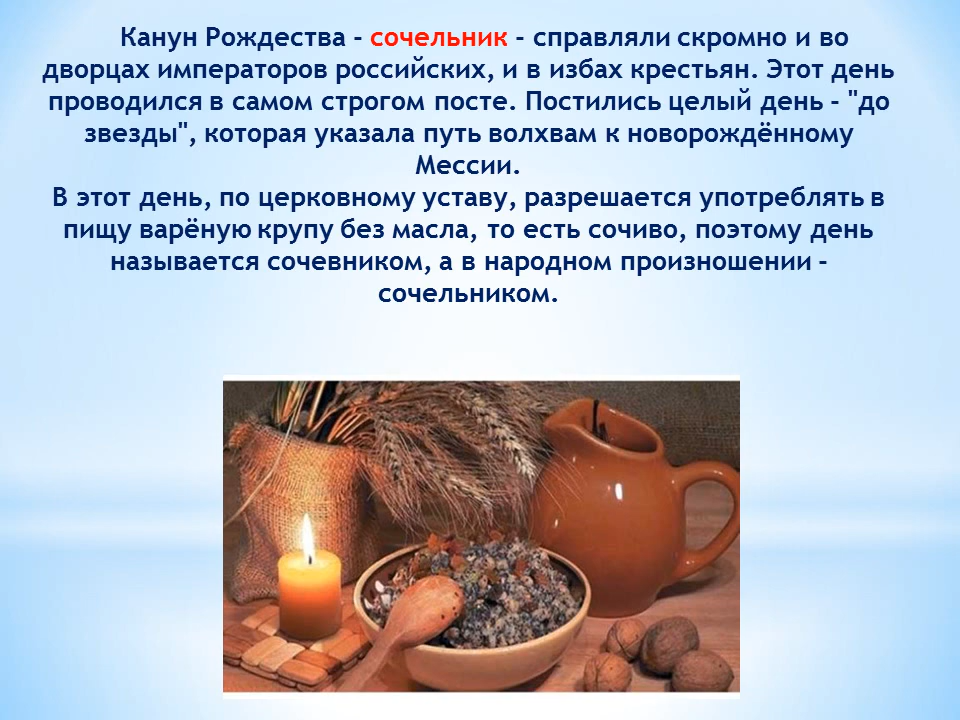 Канун Рождества - сочельник - справляли скромно и во
дворцах императоров российских, и в избах крестьян. Этот день
проводился в самом строгом посте. Постились целый день - "до
звезды", которая указала путь волхвам к новорождённому
Мессии.
В этот день, по церковному уставу, разрешается употреблять в
пищу варёную крупу без масла, то есть сочиво, поэтому день
называется сочевником, а в народном произношении -
сочельником.